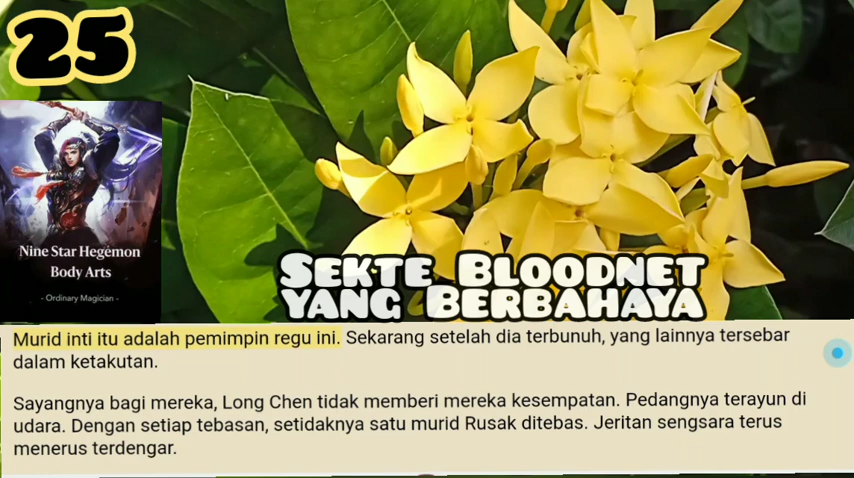 25
Nine Star Hegemon
Body Arts
- Ordinary Magician -
SEKTE BLOODNET
YANG BERBAHAYA
Murid inti itu adalah pemimpin regu ini. Sekarang setelah dia terbunuh, yang lainnya tersebar
dalam ketakutan.
Sayangnya bagi mereka, Long Chen tidak memberi mereka kesempatan. Pedangnya terayun di
udara. Dengan setiap tebasan, setidaknya satu murid Rusak ditebas. Jeritan sengsara terus
menerus terdengar.